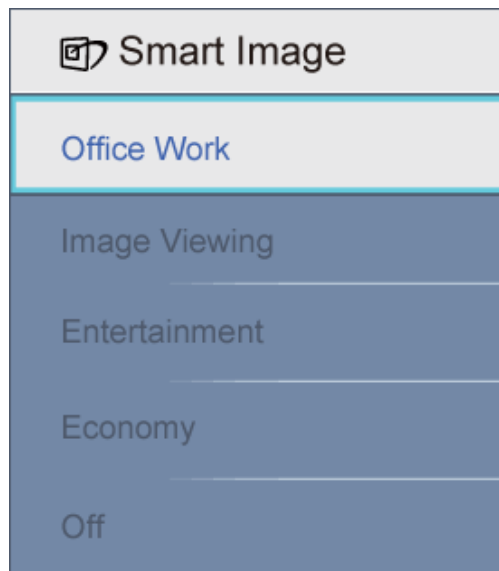 Smart Image
Office Work
Image Viewing
Entertainment
Economy
Off